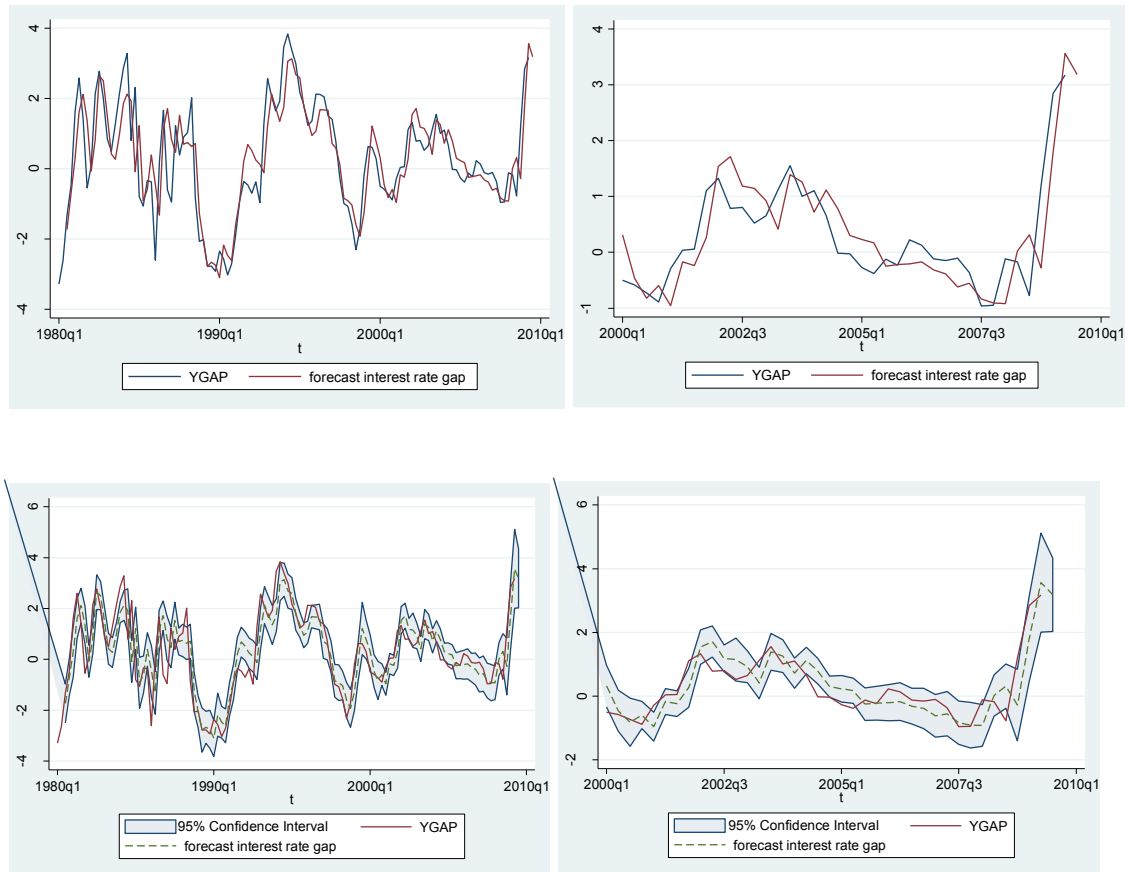 4
2
0
-2
-4
1980q1 1990q1 2000q1 2010q1
t
YGAP forecast interest rate gap
4
3
2
1
0
-1
2000q1 2002q3 2005q1 2007q3 2010q1
t
YGAP forecast interest rate gap
6
4
2
0
-2
-4
1980q1 1990q1 2000q1 2010q1
t
95% Confidence Interval YGAP
forecast interest rate gap
6
4
2
0
-2
2000q1 2002q3 2005q1 2007q3 2010q1
t
95% Confidence Interval YGAP
forecast interest rate gap